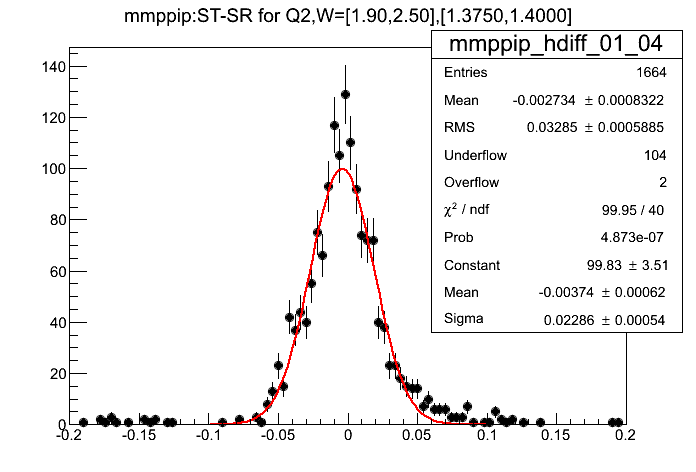 mmppip:ST-SR for Q2,W=[1.90,2.50],[1.3750,1.4000]
mmppip_hdiff_01_04
Entries 1664
Mean -0.002734 ± 0.0008322
RMS 0.03285 ± 0.0005885
Underflow 104
Overflow 2
χ² / ndf 99.95 / 40
Prob 4.873e-07
Constant 99.83 ± 3.51
Mean -0.00374 ± 0.00062
Sigma 0.02286 ± 0.00054
140
120
100
80
60
40
20
0
-0.2 -0.15 -0.1 -0.05 0 0.05 0.1 0.15 0.2